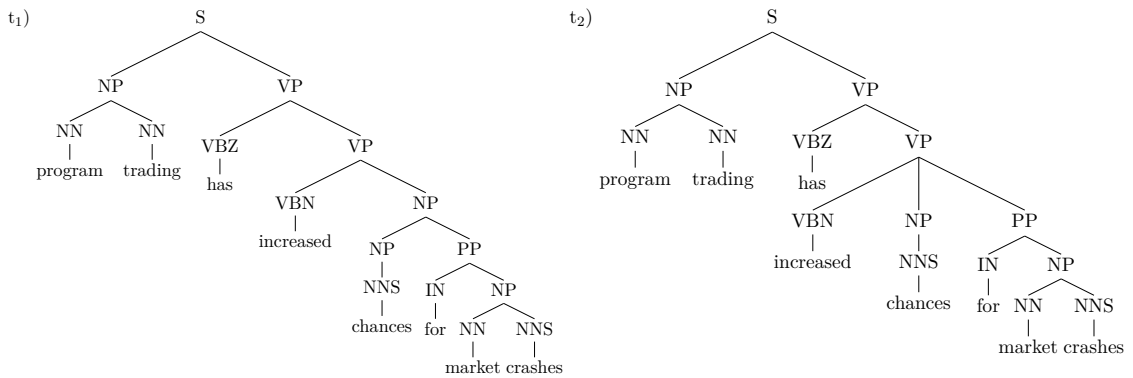 t1)
S
NP VP
NN NN VBZ VP
program trading has VBN NP
increased NP PP
NNS IN NP
chances for NN NNS
market crashes
t2)
S
NP VP
NN NN VBZ VP
program trading has
VBN NP PP
increased NNS IN NP
chances for NN NNS
market crashes